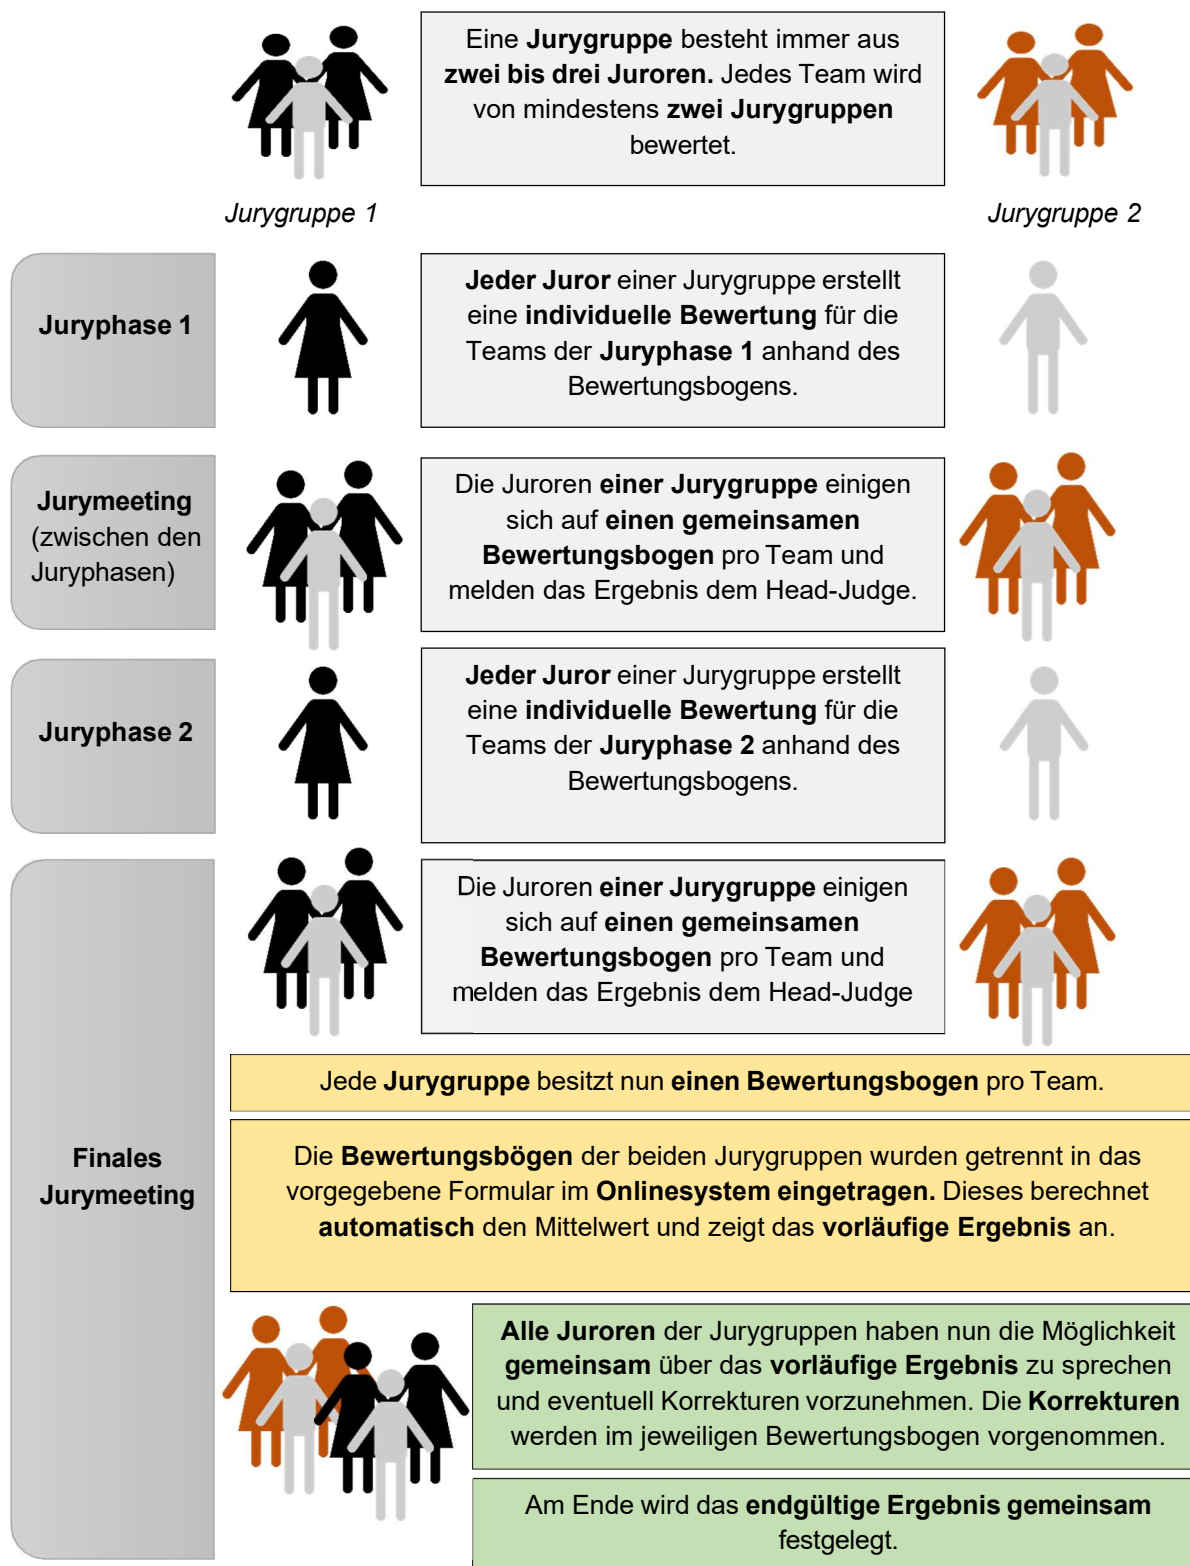 Eine Jurygruppe besteht immer aus
zwei bis drei Juroren. Jedes Team wird
von mindestens zwei Jurygruppen
bewertet.
Jurygruppe 1
Jurygruppe 2
Juryphase 1
Jeder Juror einer Jurygruppe erstellt
eine individuelle Bewertung für die
Teams der Juryphase 1 anhand des
Bewertungsbogens.
Jurymeeting
(zwischen den
Juryphasen)
Die Juroren einer Jurygruppe einigen
sich auf einen gemeinsamen
Bewertungsbogen pro Team und
melden das Ergebnis dem Head-Judge.
Juryphase 2
Jeder Juror einer Jurygruppe erstellt
eine individuelle Bewertung für die
Teams der Juryphase 2 anhand des
Bewertungsbogens.
Finales
Jurymeeting
Die Juroren einer Jurygruppe einigen
sich auf einen gemeinsamen
Bewertungsbogen pro Team und
melden das Ergebnis dem Head-Judge
Jede Jurygruppe besitzt nun einen Bewertungsbogen pro Team.
Die Bewertungsbögen der beiden Jurygruppen wurden getrennt in das
vorgegebene Formular im Onlinesystem eingetragen. Dieses berechnet
automatisch den Mittelwert und zeigt das vorläufige Ergebnis an.
Alle Juroren der Jurygruppen haben nun die Möglichkeit
gemeinsam über das vorläufige Ergebnis zu sprechen
und eventuell Korrekturen vorzunehmen. Die Korrekturen
werden im jeweiligen Bewertungsbogen vorgenommen.
Am Ende wird das endgültige Ergebnis gemeinsam
festgelegt.